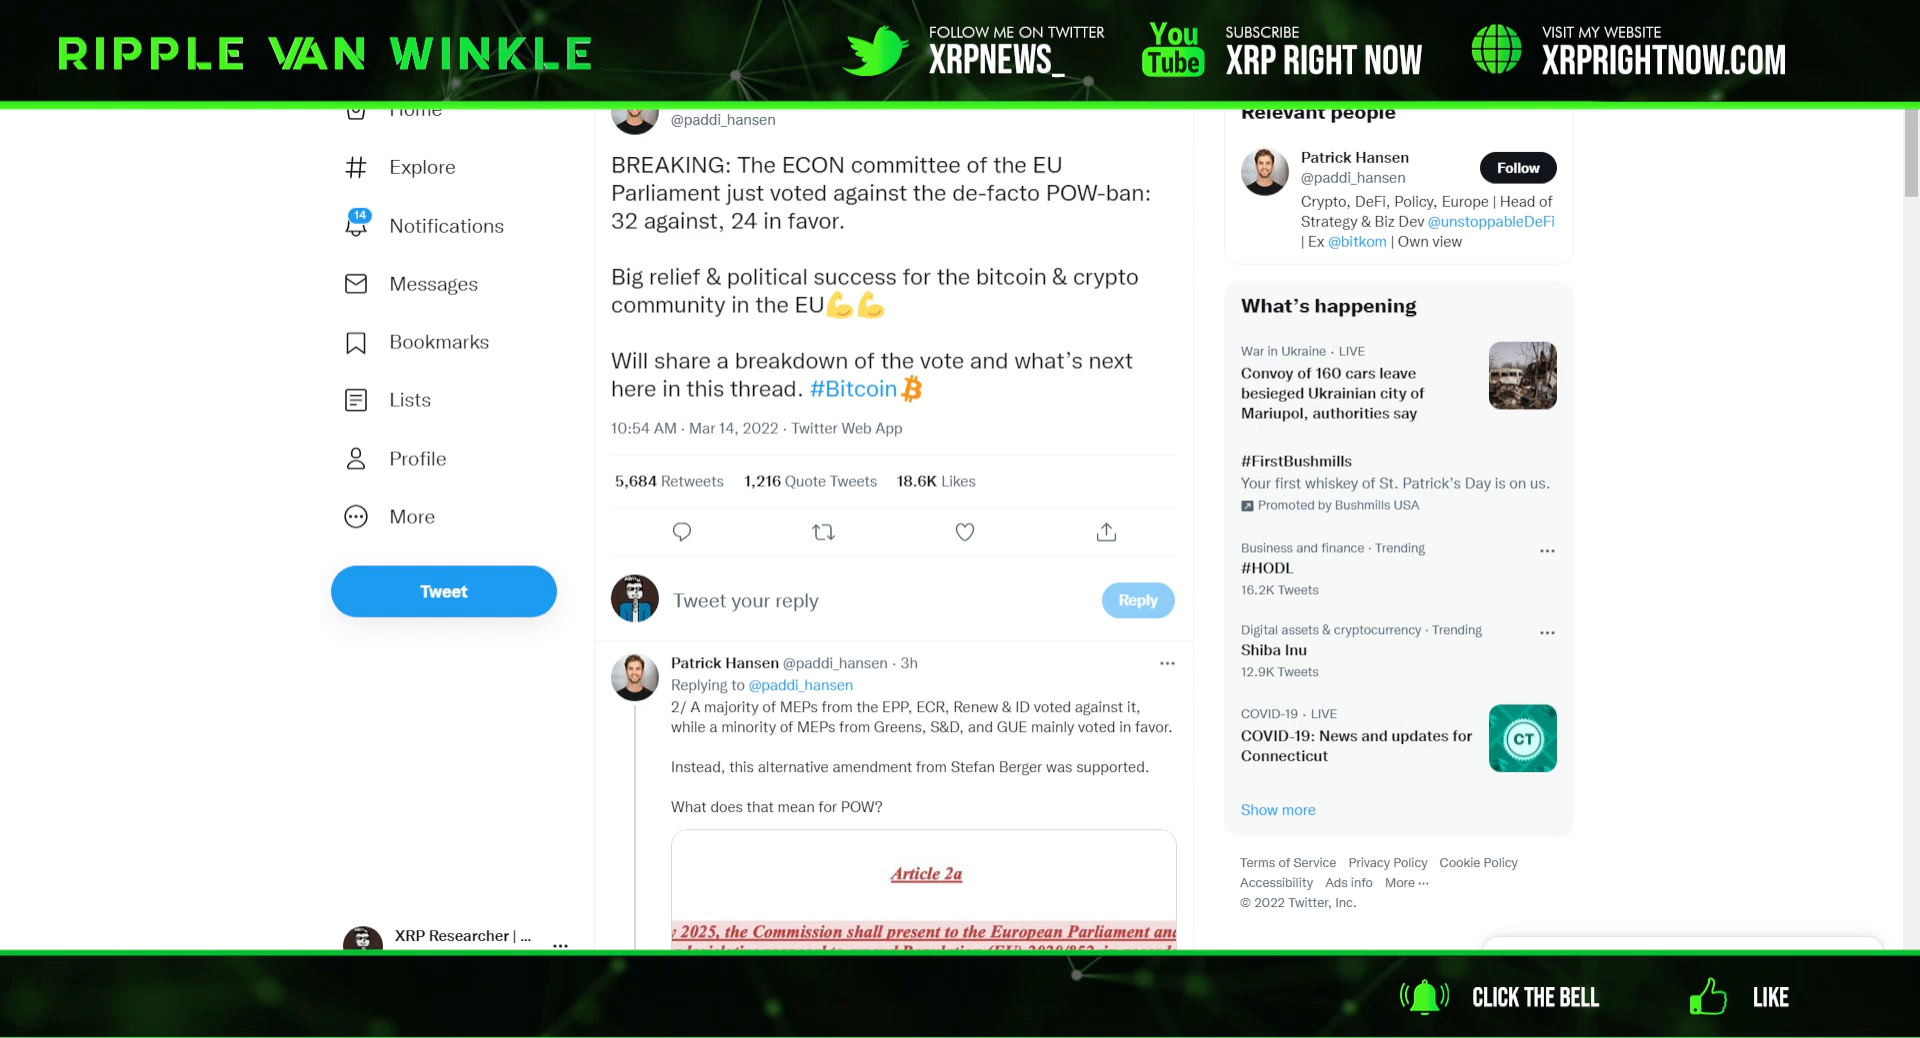 RIPPLE VAN WINKLE
FOLLOW ME ON TWITTER
XRPNEWS_
You
Tube
SUBSCRIBE
XRP RIGHT NOW
VISIT MY WEBSITE
XRPRIGHTNOW.COM
Home
Explore
14
Notifications
Messages
Bookmarks
Lists
Profile
More
Tweet
XRP Researcher | ...
@paddi_hansen
BREAKING: The ECON committee of the EU
Parliament just voted against the de-facto POW-ban:
32 against, 24 in favor.
Big relief & political success for the bitcoin & crypto
community in the EU💪💪
Will share a breakdown of the vote and what's next
here in this thread. #Bitcoin
10:54 AM · Mar 14, 2022 · Twitter Web App
5,684 Retweets 1,216 Quote Tweets 18.6K Likes
Tweet your reply
Reply
Patrick Hansen @paddi_hansen · 3h
Replying to @paddi_hansen
2/ A majority of MEPs from the EPP, ECR, Renew & ID voted against it,
while a minority of MEPs from Greens, S&D, and GUE mainly voted in favor.
Instead, this alternative amendment from Stefan Berger was supported.
What does that mean for POW?
Article 2a
2025, the Commission shall present to the European Parliament and
Relevant people
Patrick Hansen
@paddi_hansen
Follow
Crypto, DeFi, Policy, Europe | Head of
Strategy & Biz Dev @unstoppableDeFi
| Ex @bitkom | Own view
What's happening
War in Ukraine · LIVE
Convoy of 160 cars leave
besieged Ukrainian city of
Mariupol, authorities say
#FirstBushmills
Your first whiskey of St. Patrick's Day is on us.
Promoted by Bushmills USA
Business and finance · Trending
#HODL
16.2K Tweets
Digital assets & cryptocurrency · Trending
Shiba Inu
12.9K Tweets
COVID-19 · LIVE
COVID-19: News and updates for
Connecticut
CT
Show more
Terms of Service Privacy Policy Cookie Policy
Accessibility Ads info More ···
© 2022 Twitter, Inc.
CLICK THE BELL
LIKE